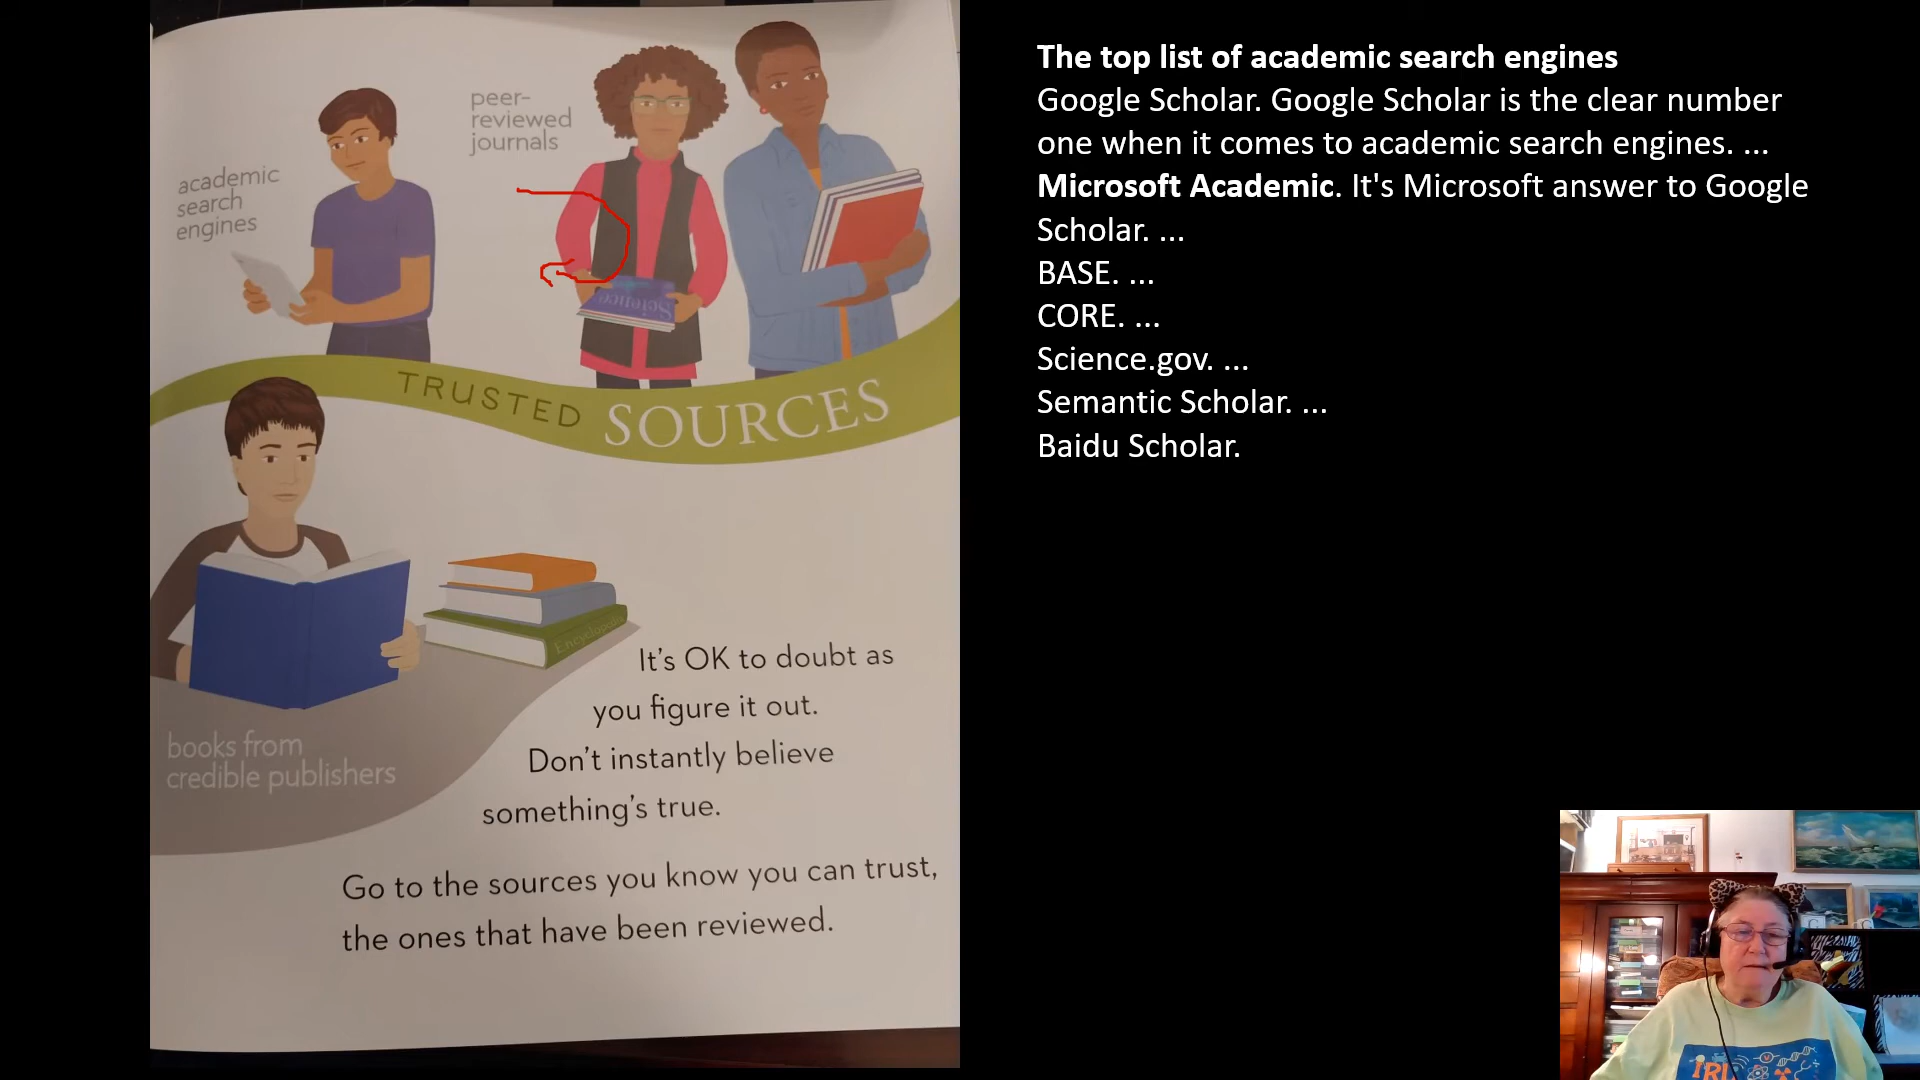 academic
search
engines
peer-
reviewed
journals
Science
TRUSTED SOURCES
Encyclopedia
books from
credible publishers
It's OK to doubt as
you figure it out.
Don't instantly believe
something's true.
Go to the sources you know you can trust,
the ones that have been reviewed.
The top list of academic search engines
Google Scholar. Google Scholar is the clear number
one when it comes to academic search engines. ...
Microsoft Academic. It's Microsoft answer to Google
Scholar. ...
BASE. ...
CORE. ...
Science.gov. ...
Semantic Scholar. ...
Baidu Scholar.
IRL